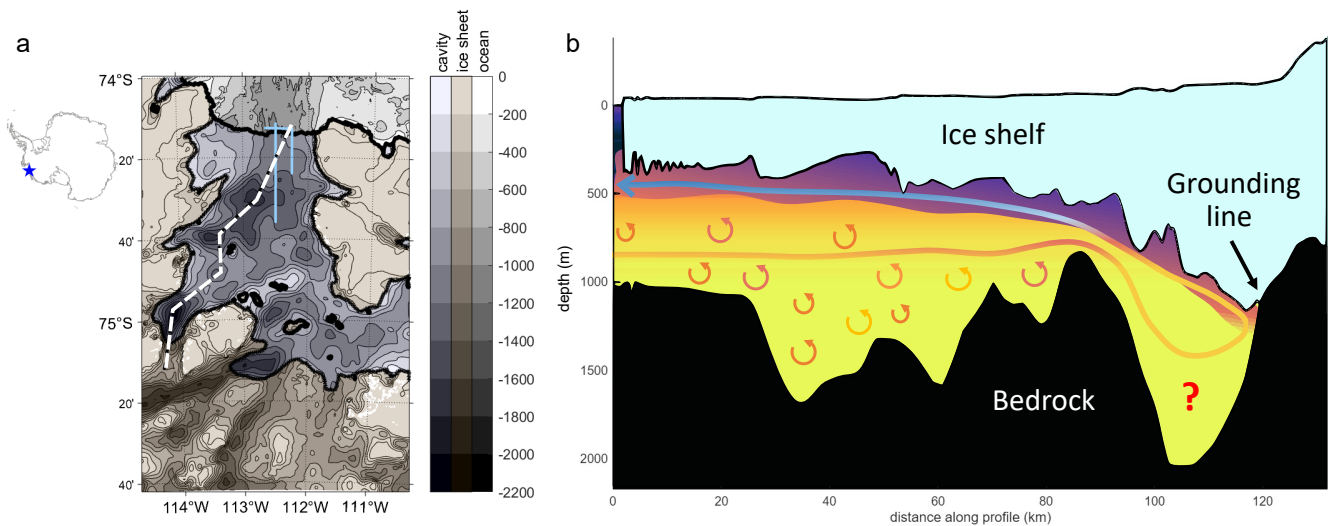 a
74°S
20'
40'
75°S
20'
40'
114°W
113°W
112°W
111°W
cavity
ice sheet
ocean
0
-200
-400
-600
-800
-1000
-1200
-1400
-1600
-1800
-2000
-2200
b
0
500
1000
1500
2000
depth (m)
Ice shelf
Grounding
line
Bedrock
?
0
20
40
60
80
100
120
distance along profile (km)